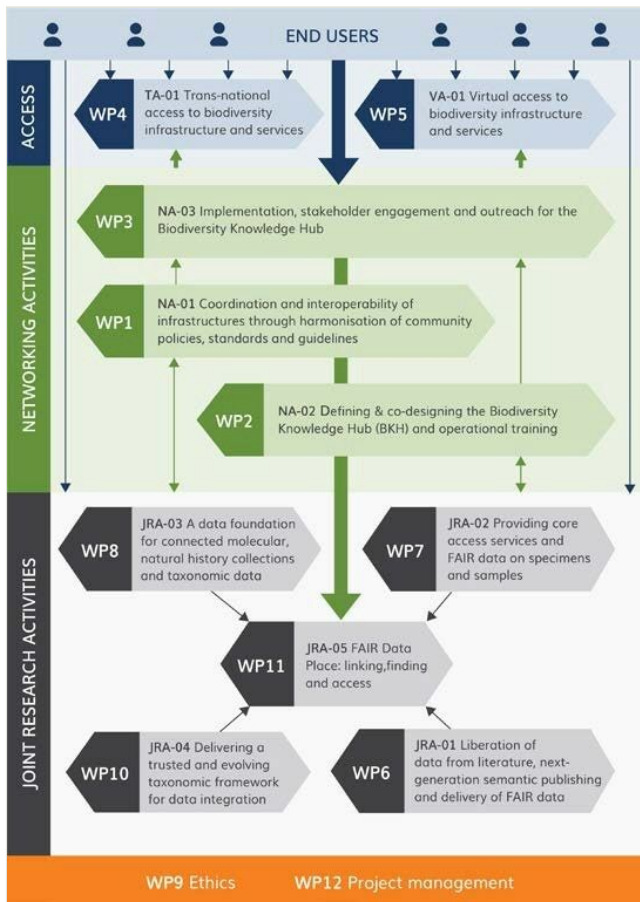 END USERS
ACCESS
WP4
TA-01 Trans-national
access to biodiversity
infrastructure and services
WP5
VA-01 Virtual access to
biodiversity infrastructure
and services
NETWORKING ACTIVITIES
WP3
NA-03 Implementation, stakeholder engagement and outreach for the
Biodiversity Knowledge Hub
WP1
NA-01 Coordination and interoperability of
infrastructures through harmonisation of community
policies, standards and guidelines
WP2
NA-02 Defining & co-designing the Biodiversity
Knowledge Hub (BKH) and operational training
JOINT RESEARCH ACTIVITIES
WP8
JRA-03 A data foundation
for connected molecular,
natural history collections
and taxonomic data
WP7
JRA-02 Providing core
access services and
FAIR data on specimens
and samples
WP11
JRA-05 FAIR Data
Place: linking,finding
and access
WP10
JRA-04 Delivering a
trusted and evolving
taxonomic framework
for data integration
WP6
JRA-01 Liberation of
data from literature, next-
generation semantic publishing
and delivery of FAIR data
WP9 Ethics
WP12 Project management